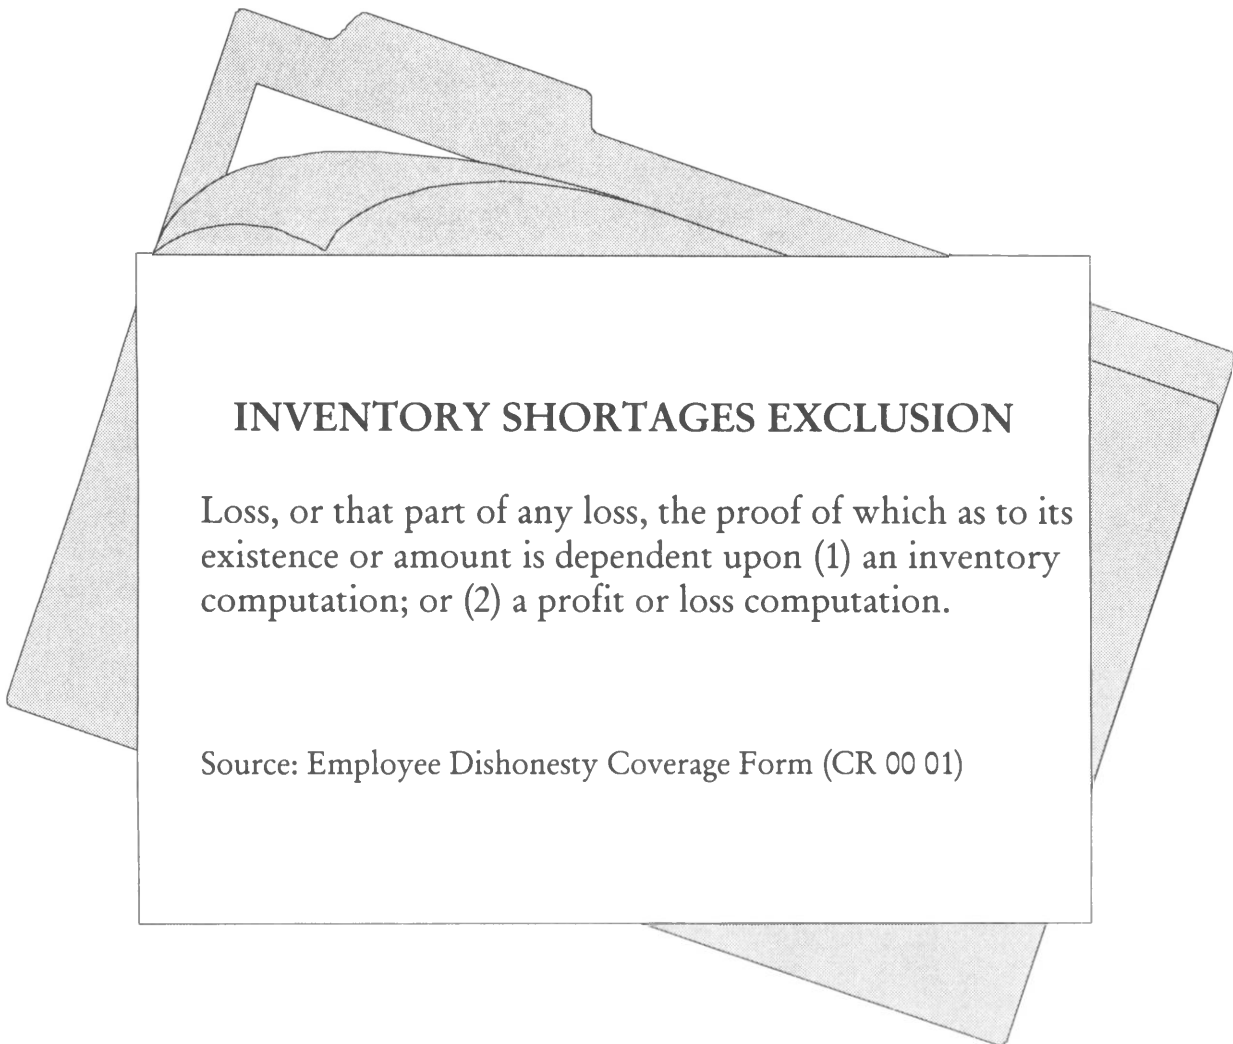 INVENTORY SHORTAGES EXCLUSION
Loss, or that part of any loss, the proof of which as to its
existence or amount is dependent upon (1) an inventory
computation; or (2) a profit or loss computation.
Source: Employee Dishonesty Coverage Form (CR 00 01)